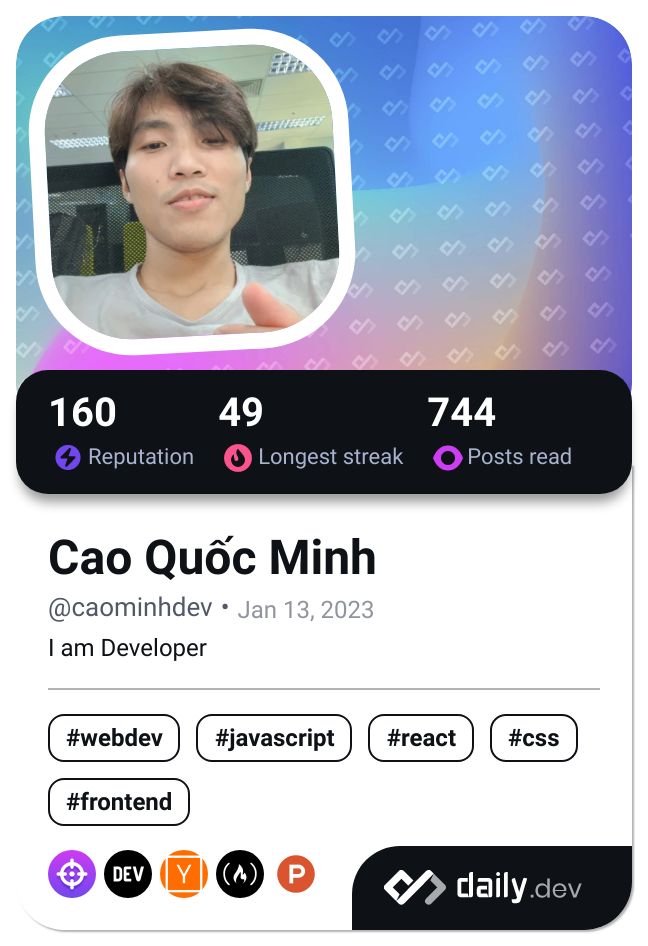 160 49 744
Reputation Longest streak Posts read
Cao Quốc Minh
@caominhdev • Jan 13, 2023
I am Developer
#webdev #javascript #react #css
#frontend
DEV Y P daily.dev